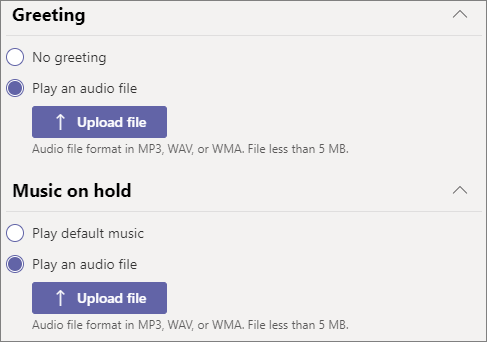 Greeting
No greeting
Play an audio file
Upload file
Audio file format in MP3, WAV, or WMA. File less than 5 MB.
Music on hold
Play default music
Play an audio file
Upload file
Audio file format in MP3, WAV, or WMA. File less than 5 MB.